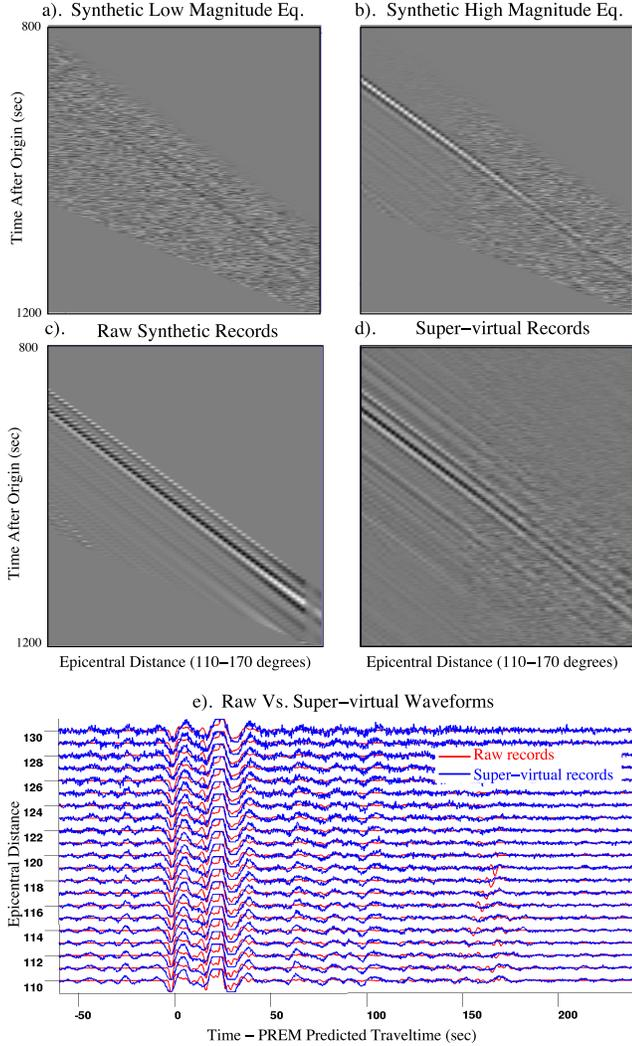 a). Synthetic Low Magnitude Eq.
b). Synthetic High Magnitude Eq.
800
Time After Origin (sec)
1200
c). Raw Synthetic Records
d). Super-virtual Records
800
Time After Origin (sec)
1200
Epicentral Distance (110-170 degrees)
Epicentral Distance (110-170 degrees)
e). Raw Vs. Super-virtual Waveforms
Raw records
Super-virtual records
Epicentral Distance
130
128
126
124
122
120
118
116
114
112
110
-50 0 50 100 150 200
Time - PREM Predicted Traveltime (sec)